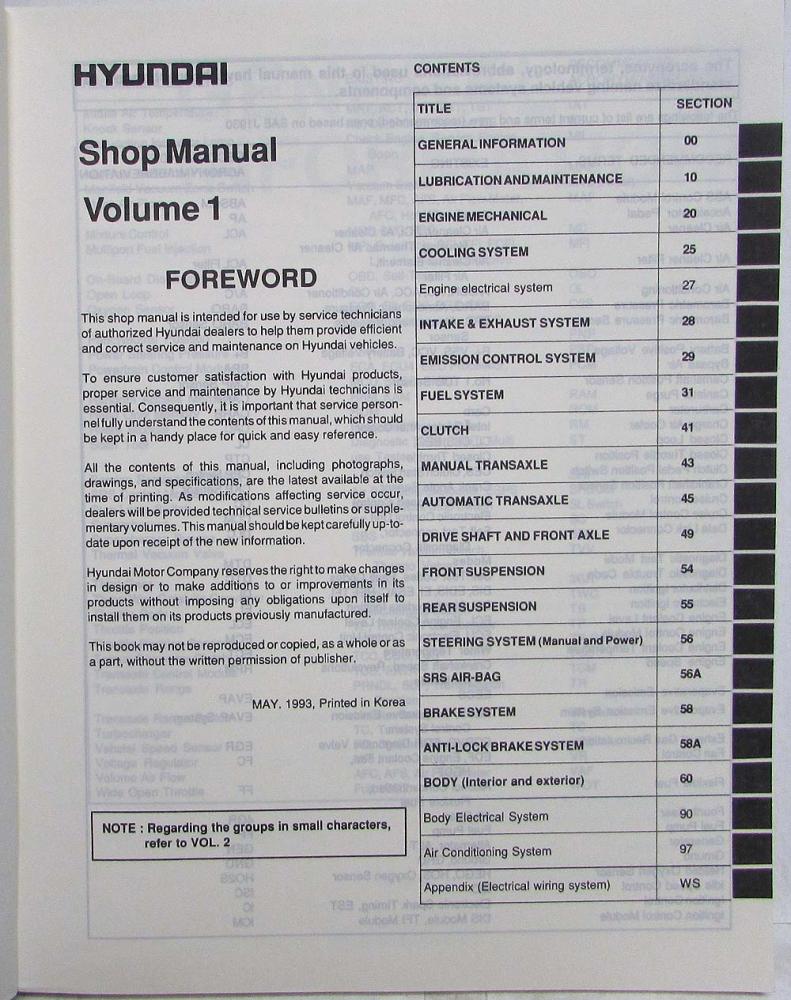 HYUNDAI
Shop Manual
Volume 1
FOREWORD
This shop manual is intended for use by service technicians
of authorized Hyundai dealers to help them provide efficient
and correct service and maintenance on Hyundai vehicles.
To ensure customer satisfaction with Hyundai products,
proper service and maintenance by Hyundai technicians is
essential. Consequently, it is important that service person-
nel fully understand the contents of this manual, which should
be kept in a handy place for quick and easy reference.
All the contents of this manual, including photographs,
drawings, and specifications, are the latest available at the
time of printing. As modifications affecting service occur,
dealers will be provided technical service bulletins or supple-
mentary volumes. This manual should be kept carefully up-to-
date upon receipt of the new information.
Hyundai Motor Company reserves the right to make changes
in design or to make additions to or improvements in its
products without imposing any obligations upon itself to
install them on its products previously manufactured.
This book may not be reproduced or copied, as a whole or as
a part, without the written permission of publisher.
MAY. 1993, Printed in Korea
NOTE : Regarding the groups in small characters,
refer to VOL. 2
CONTENTS
TITLE SECTION
GENERAL INFORMATION 00
LUBRICATION AND MAINTENANCE 10
ENGINE MECHANICAL 20
COOLING SYSTEM 25
Engine electrical system 27
INTAKE & EXHAUST SYSTEM 28
EMISSION CONTROL SYSTEM 29
FUEL SYSTEM 31
CLUTCH 41
MANUAL TRANSAXLE 43
AUTOMATIC TRANSAXLE 45
DRIVE SHAFT AND FRONT AXLE 49
FRONT SUSPENSION 54
REAR SUSPENSION 55
STEERING SYSTEM (Manual and Power) 56
SRS AIR-BAG 56A
BRAKE SYSTEM 58
ANTI-LOCK BRAKE SYSTEM 58A
BODY (Interior and exterior) 60
Body Electrical System 90
Air Conditioning System 97
Appendix (Electrical wiring system) WS